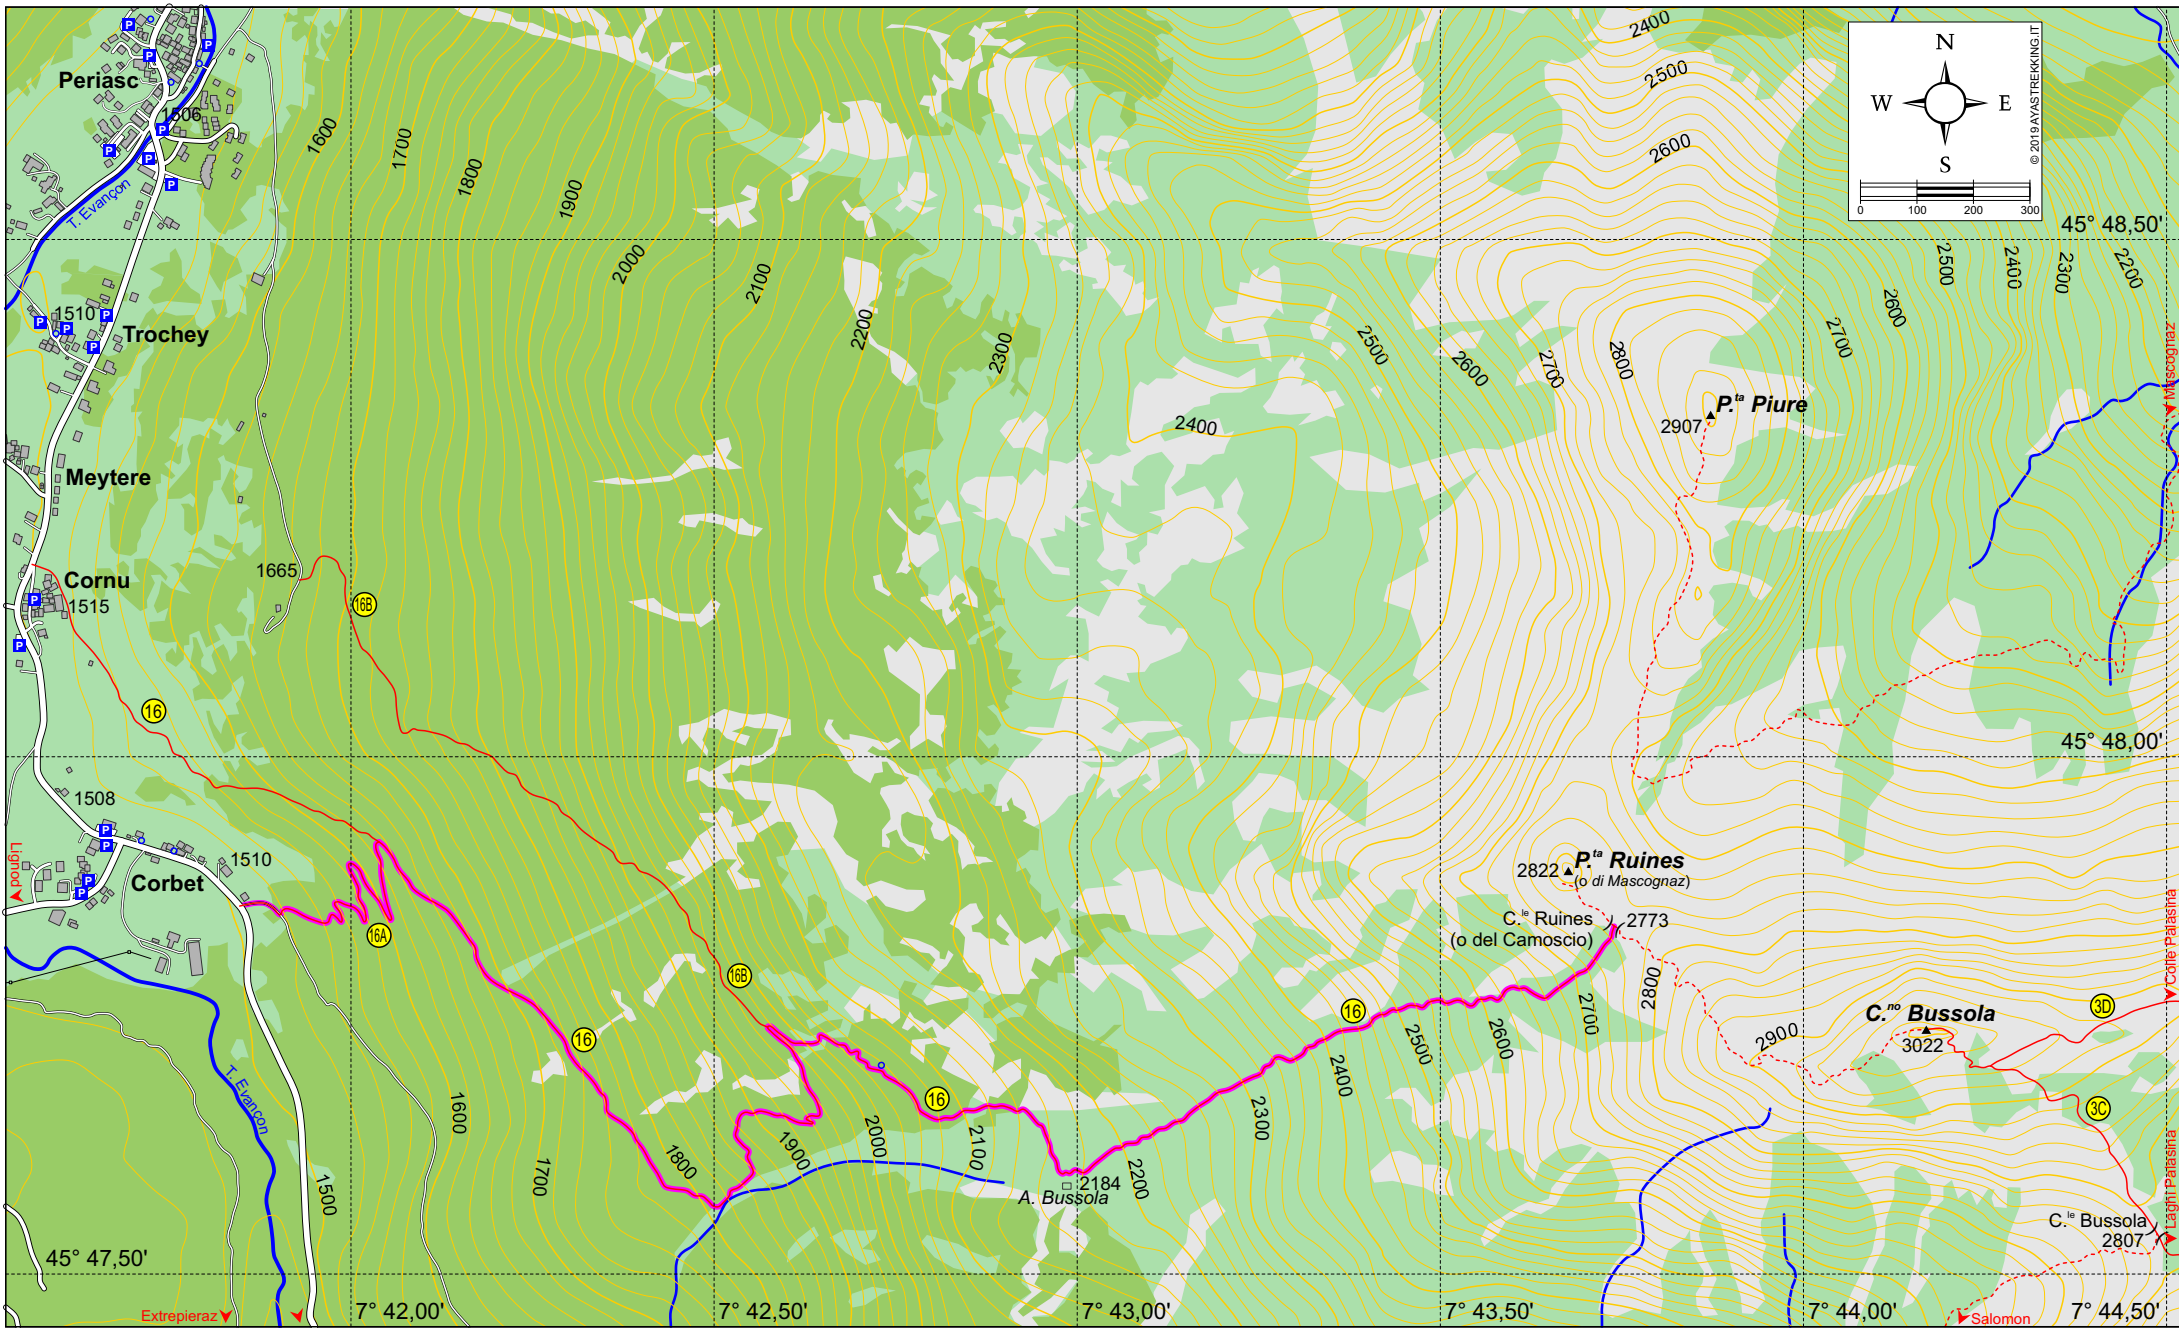 2400
2500
2600
N
W
E
S
0 100 200 300
© 2019 AYASTREKKING.IT
45° 48,50'
P
P
P
Periasc
1506
P
P
P
P
T. Evançon
1600
1700
1800
1900
2000
2100
2200
2300
2500
2600
2700
2800
2700
2600
2500
2400
2300
2200
P
P
1510
P
P
Trochey
Mascognaz
P.ta Piure
2907
2400
Meytere
1665
Cornu
P
1515
P
16B
16
45° 48,00'
1508
P
P
1510
Corbet
P
P
Lignod
16A
P.ta Ruines
2822
(o di Mascognaz)
C.le Ruines
(o del Camoscio)
2773
16B
16
16
2800
2700
2600
2500
2400
2300
2900
C.no Bussola
3022
3D
Colle Palasina
3C
16
T. Evançon
1500
1600
1700
1800
1900
2000
2100
2200
2184
A. Bussola
C.le Bussola
2807
Laghi Palasina
45° 47,50'
Extrepieraz
7° 42,00'
7° 42,50'
7° 43,00'
7° 43,50'
7° 44,00'
7° 44,50'
Salomon